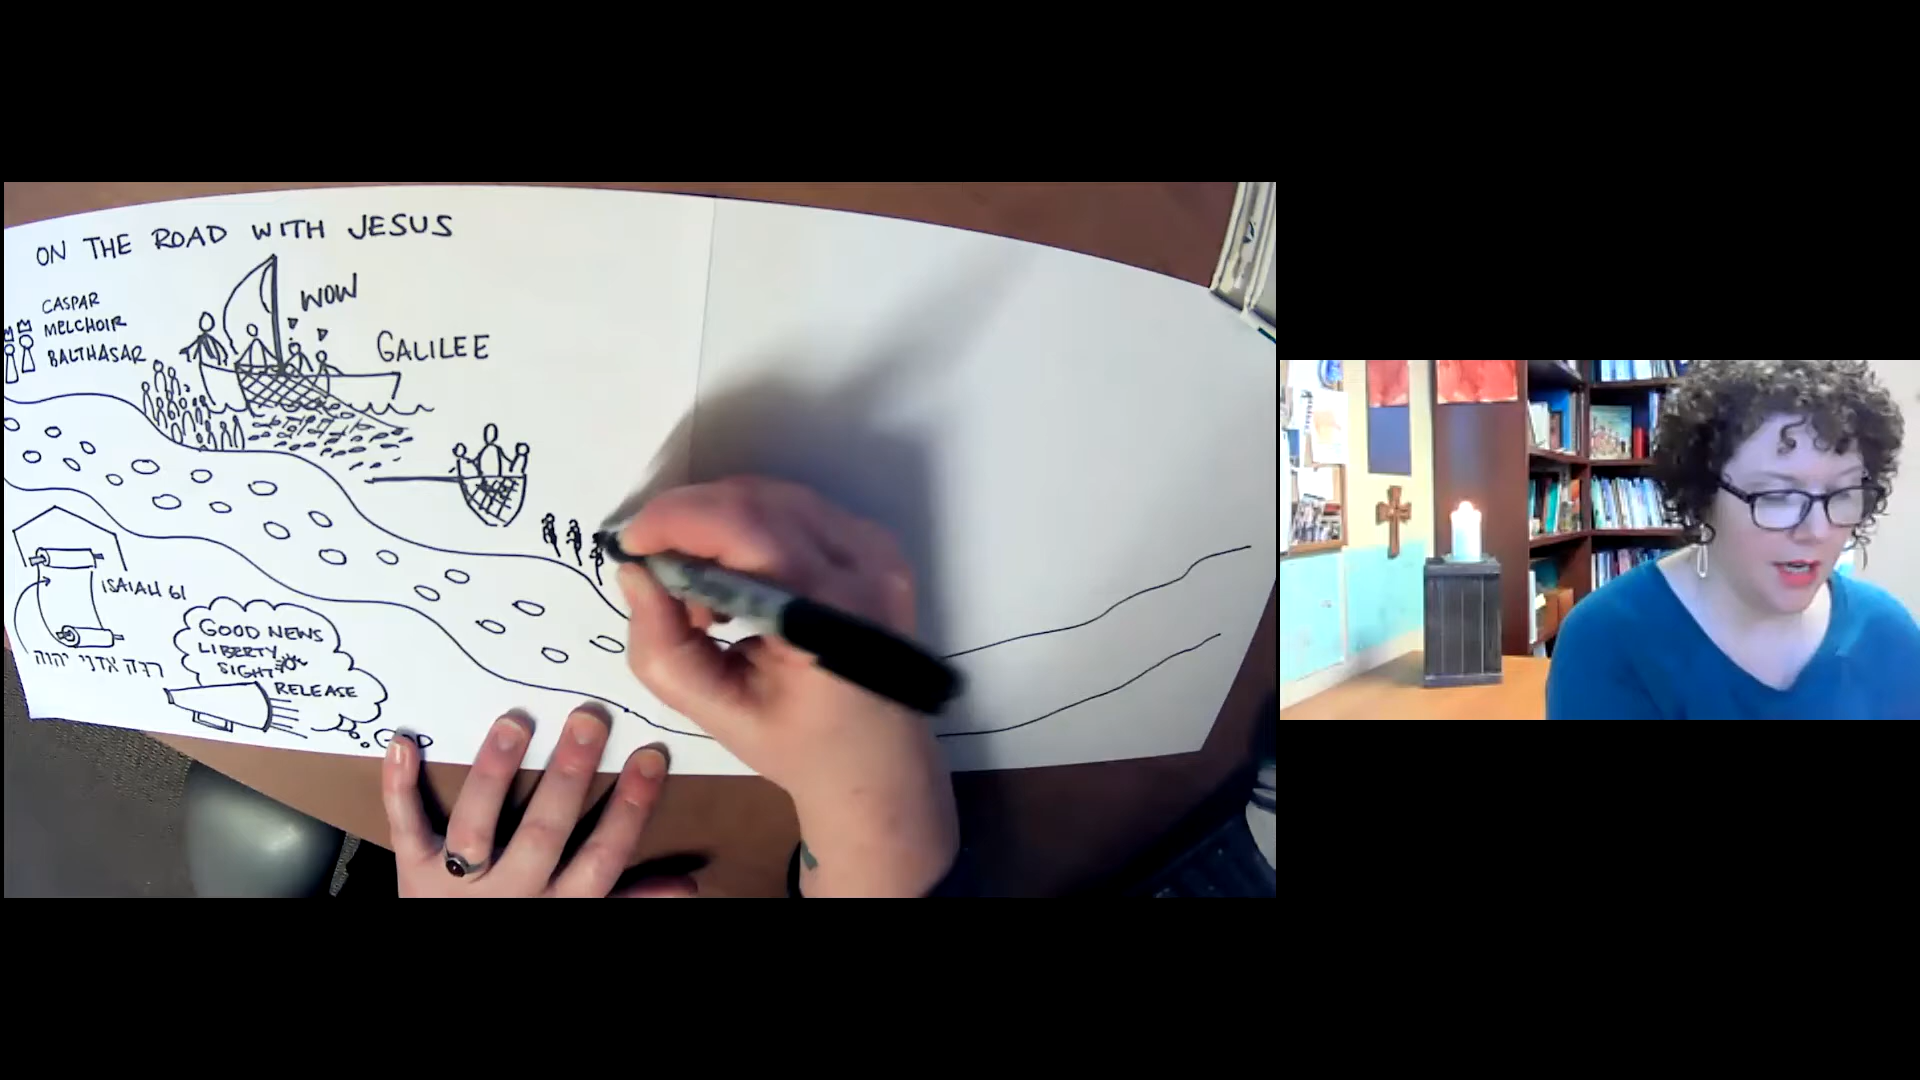 ON THE ROAD WITH JESUS
CASPAR
MELCHOIR
BALTHASAR
WOW
GALILEE
ISAIAH 61
GOOD NEWS
LIBERTY
SIGHT
RELEASE